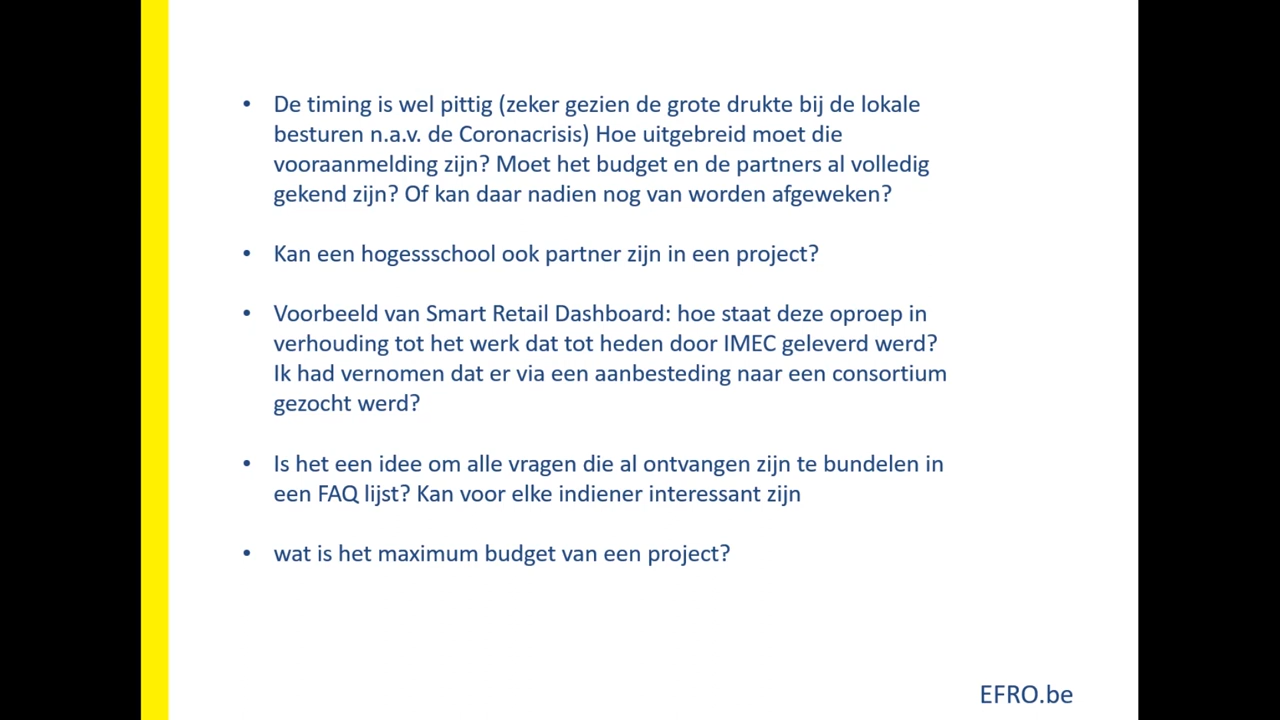 • De timing is wel pittig (zeker gezien de grote drukte bij de lokale
besturen n.a.v. de Coronacrisis) Hoe uitgebreid moet die
vooraanmelding zijn? Moet het budget en de partners al volledig
gekend zijn? Of kan daar nadien nog van worden afgeweken?
• Kan een hogessschool ook partner zijn in een project?
• Voorbeeld van Smart Retail Dashboard: hoe staat deze oproep in
verhouding tot het werk dat tot heden door IMEC geleverd werd?
Ik had vernomen dat er via een aanbesteding naar een consortium
gezocht werd?
• Is het een idee om alle vragen die al ontvangen zijn te bundelen in
een FAQ lijst? Kan voor elke indiener interessant zijn
• wat is het maximum budget van een project?
EFRO.be